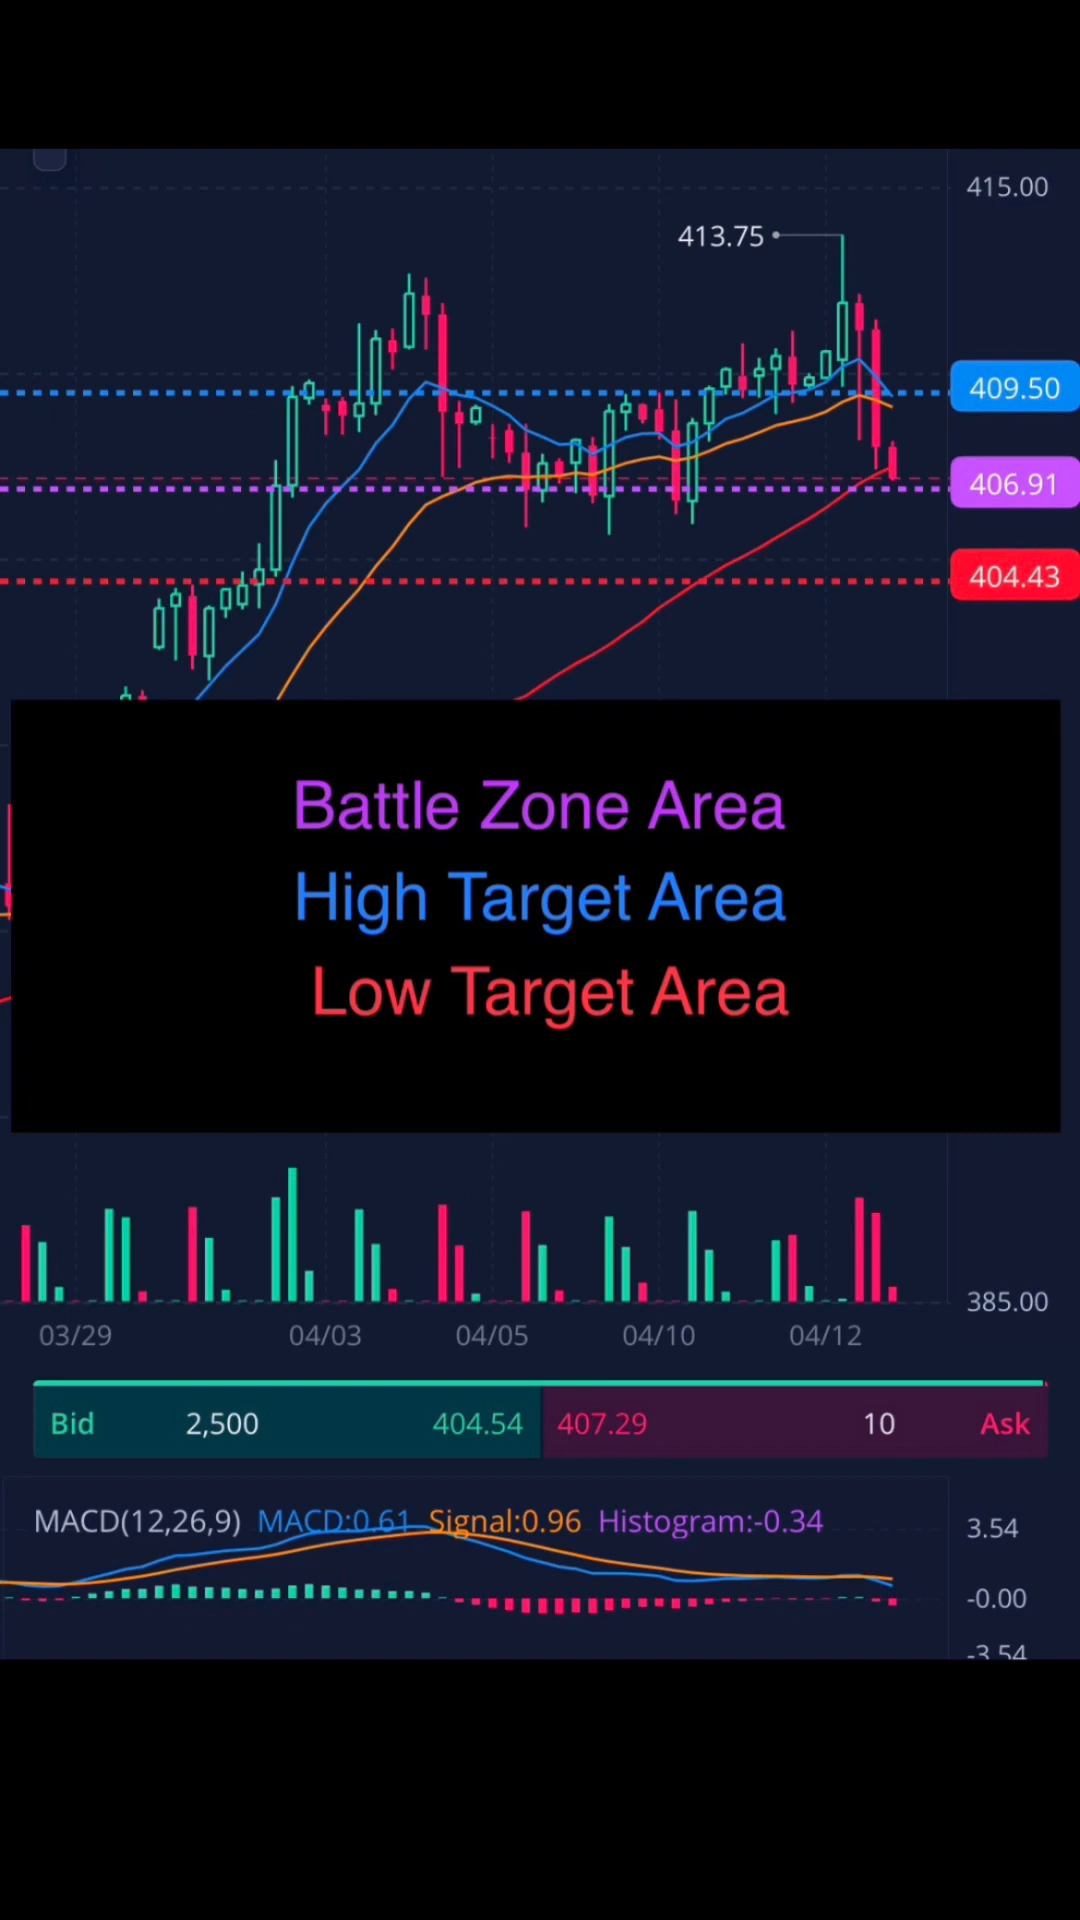 415.00
413.75
409.50
406.91
404.43
Battle Zone Area
High Target Area
Low Target Area
385.00
03/29 04/03 04/05 04/10 04/12
Bid 2,500 404.54 407.29 10 Ask
MACD(12,26,9) MACD:0.61 Signal:0.96 Histogram:-0.34
3.54
-0.00
-3.54